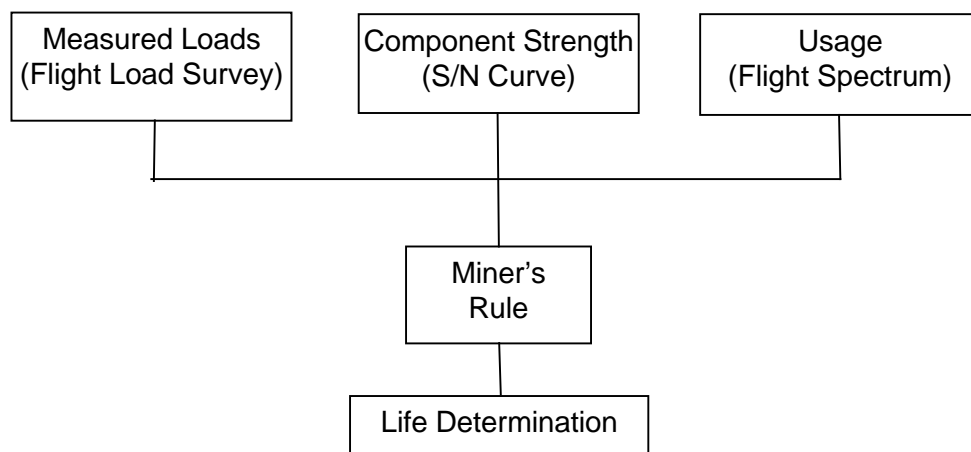 Measured Loads
(Flight Load Survey)
Component Strength
(S/N Curve)
Usage
(Flight Spectrum)
Miner’s
Rule
Life Determination